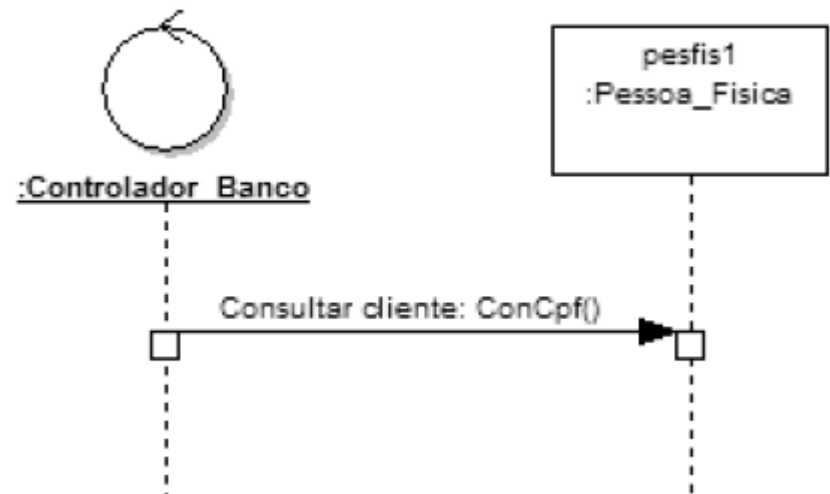 pesfis1
:Pessoa_Fisica
:Controlador_Banco
Consultar cliente: ConCpf()